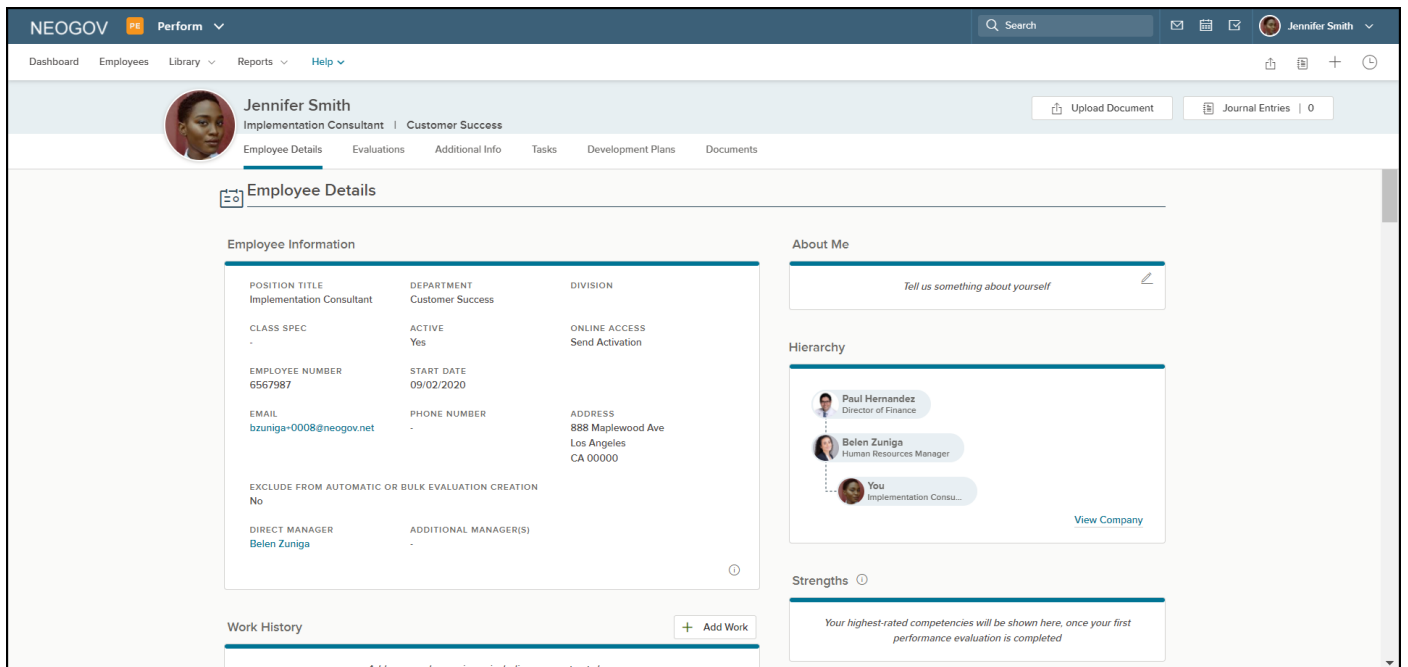 NEOGOV PE Perform
Search
Jennifer Smith
Dashboard Employees Library Reports Help
Jennifer Smith
Implementation Consultant | Customer Success
Upload Document
Journal Entries | 0
Employee Details Evaluations Additional Info Tasks Development Plans Documents
Employee Details
Employee Information
POSITION TITLE DEPARTMENT DIVISION
Implementation Consultant Customer Success
CLASS SPEC ACTIVE ONLINE ACCESS
- Yes Send Activation
EMPLOYEE NUMBER START DATE
6567987 09/02/2020
EMAIL PHONE NUMBER ADDRESS
bzuniga+0008@neogov.net - 888 Maplewood Ave
Los Angeles
CA 00000
EXCLUDE FROM AUTOMATIC OR BULK EVALUATION CREATION
No
DIRECT MANAGER ADDITIONAL MANAGER(S)
Belen Zuniga -
Work History
+ Add Work
About Me
Tell us something about yourself
Hierarchy
Paul Hernandez
Director of Finance
Belen Zuniga
Human Resources Manager
You
Implementation Consu...
View Company
Strengths
Your highest-rated competencies will be shown here, once your first
performance evaluation is completed